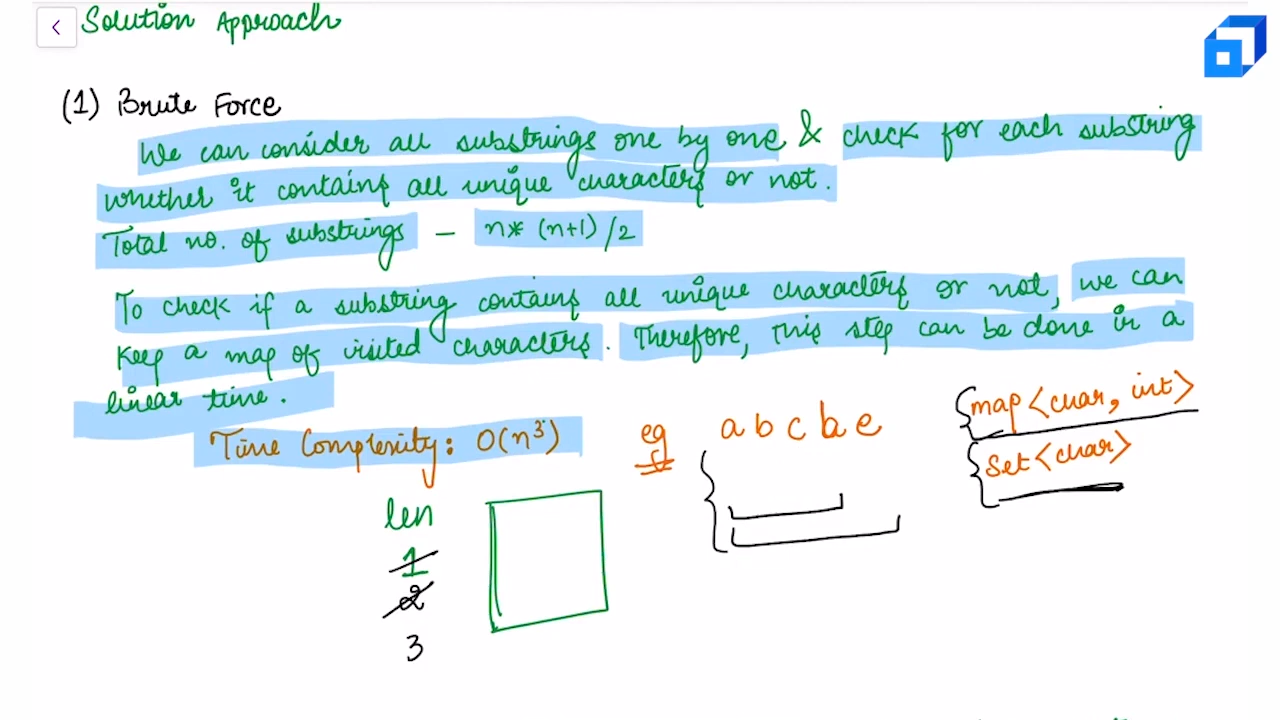 Solution Approach
(1) Brute Force
We can consider all substrings one by one & check for each substring
whether it contains all unique characters or not.
Total no. of substrings - n* (n+1)/2
To check if a substring contains all unique characters or not, we can
keep a map of visited characters. Therefore, this step can be done in a
linear time.
Time Complexity: O(n³)
eg a b c b e
map <char, int>
Set <char>
len
1
2
3